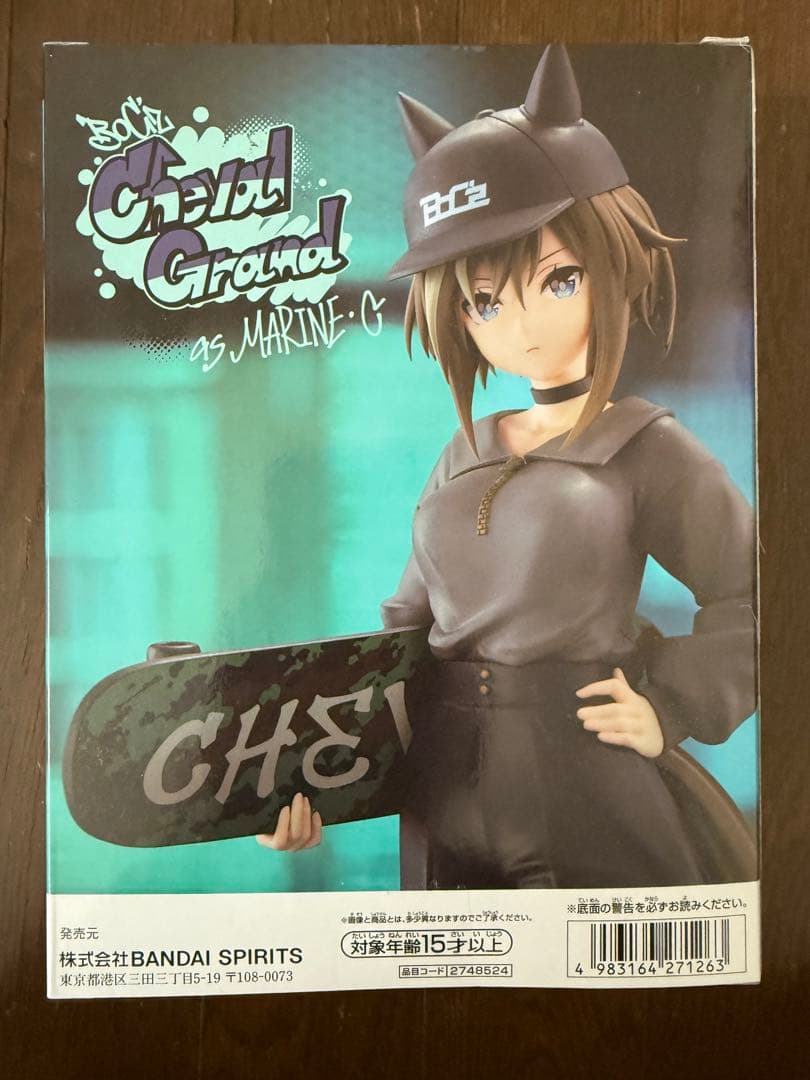 BoC'z
Cheval
Grand
as MARINE・C
BoC'z
CHEV
※底面の警告を必ずお読みください。
※画像と商品とは、多少異なりますのでご了承ください。
対象年齢15才以上
品目コード 2748524
発売元
株式会社BANDAI SPIRITS
東京都港区三田三丁目5-19 〒108-0073
4 983164 271263